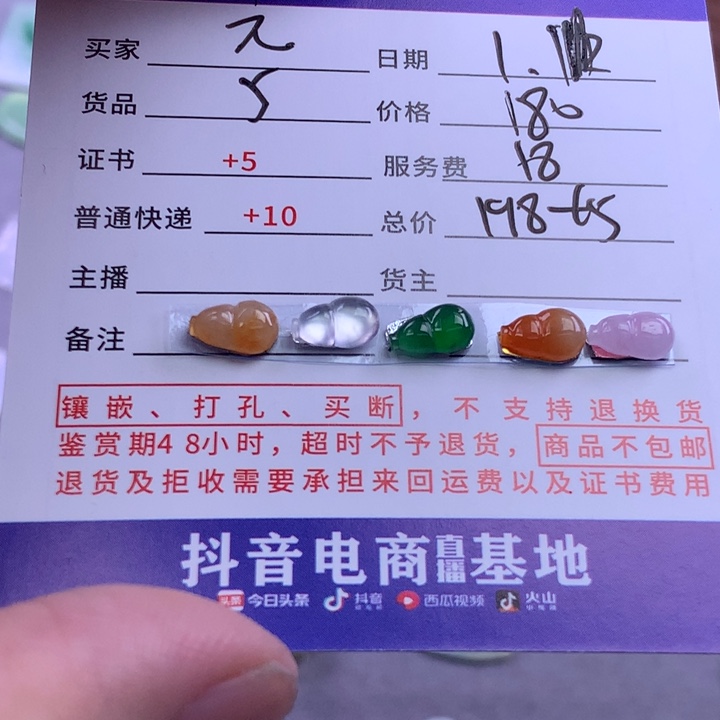 买家 元 日期 1.
货品 5 价格 180
证书 +5 服务费 18
普通快递 +10 总价 198
主播 货主
备注
镶嵌、打孔、买断，不支持退换货
鉴赏期48小时，超时不予退货，商品不包邮
退货及拒收需要承担来回运费以及证书费用
抖音电商直播基地
头条 今日头条 抖音 西瓜视频 火山